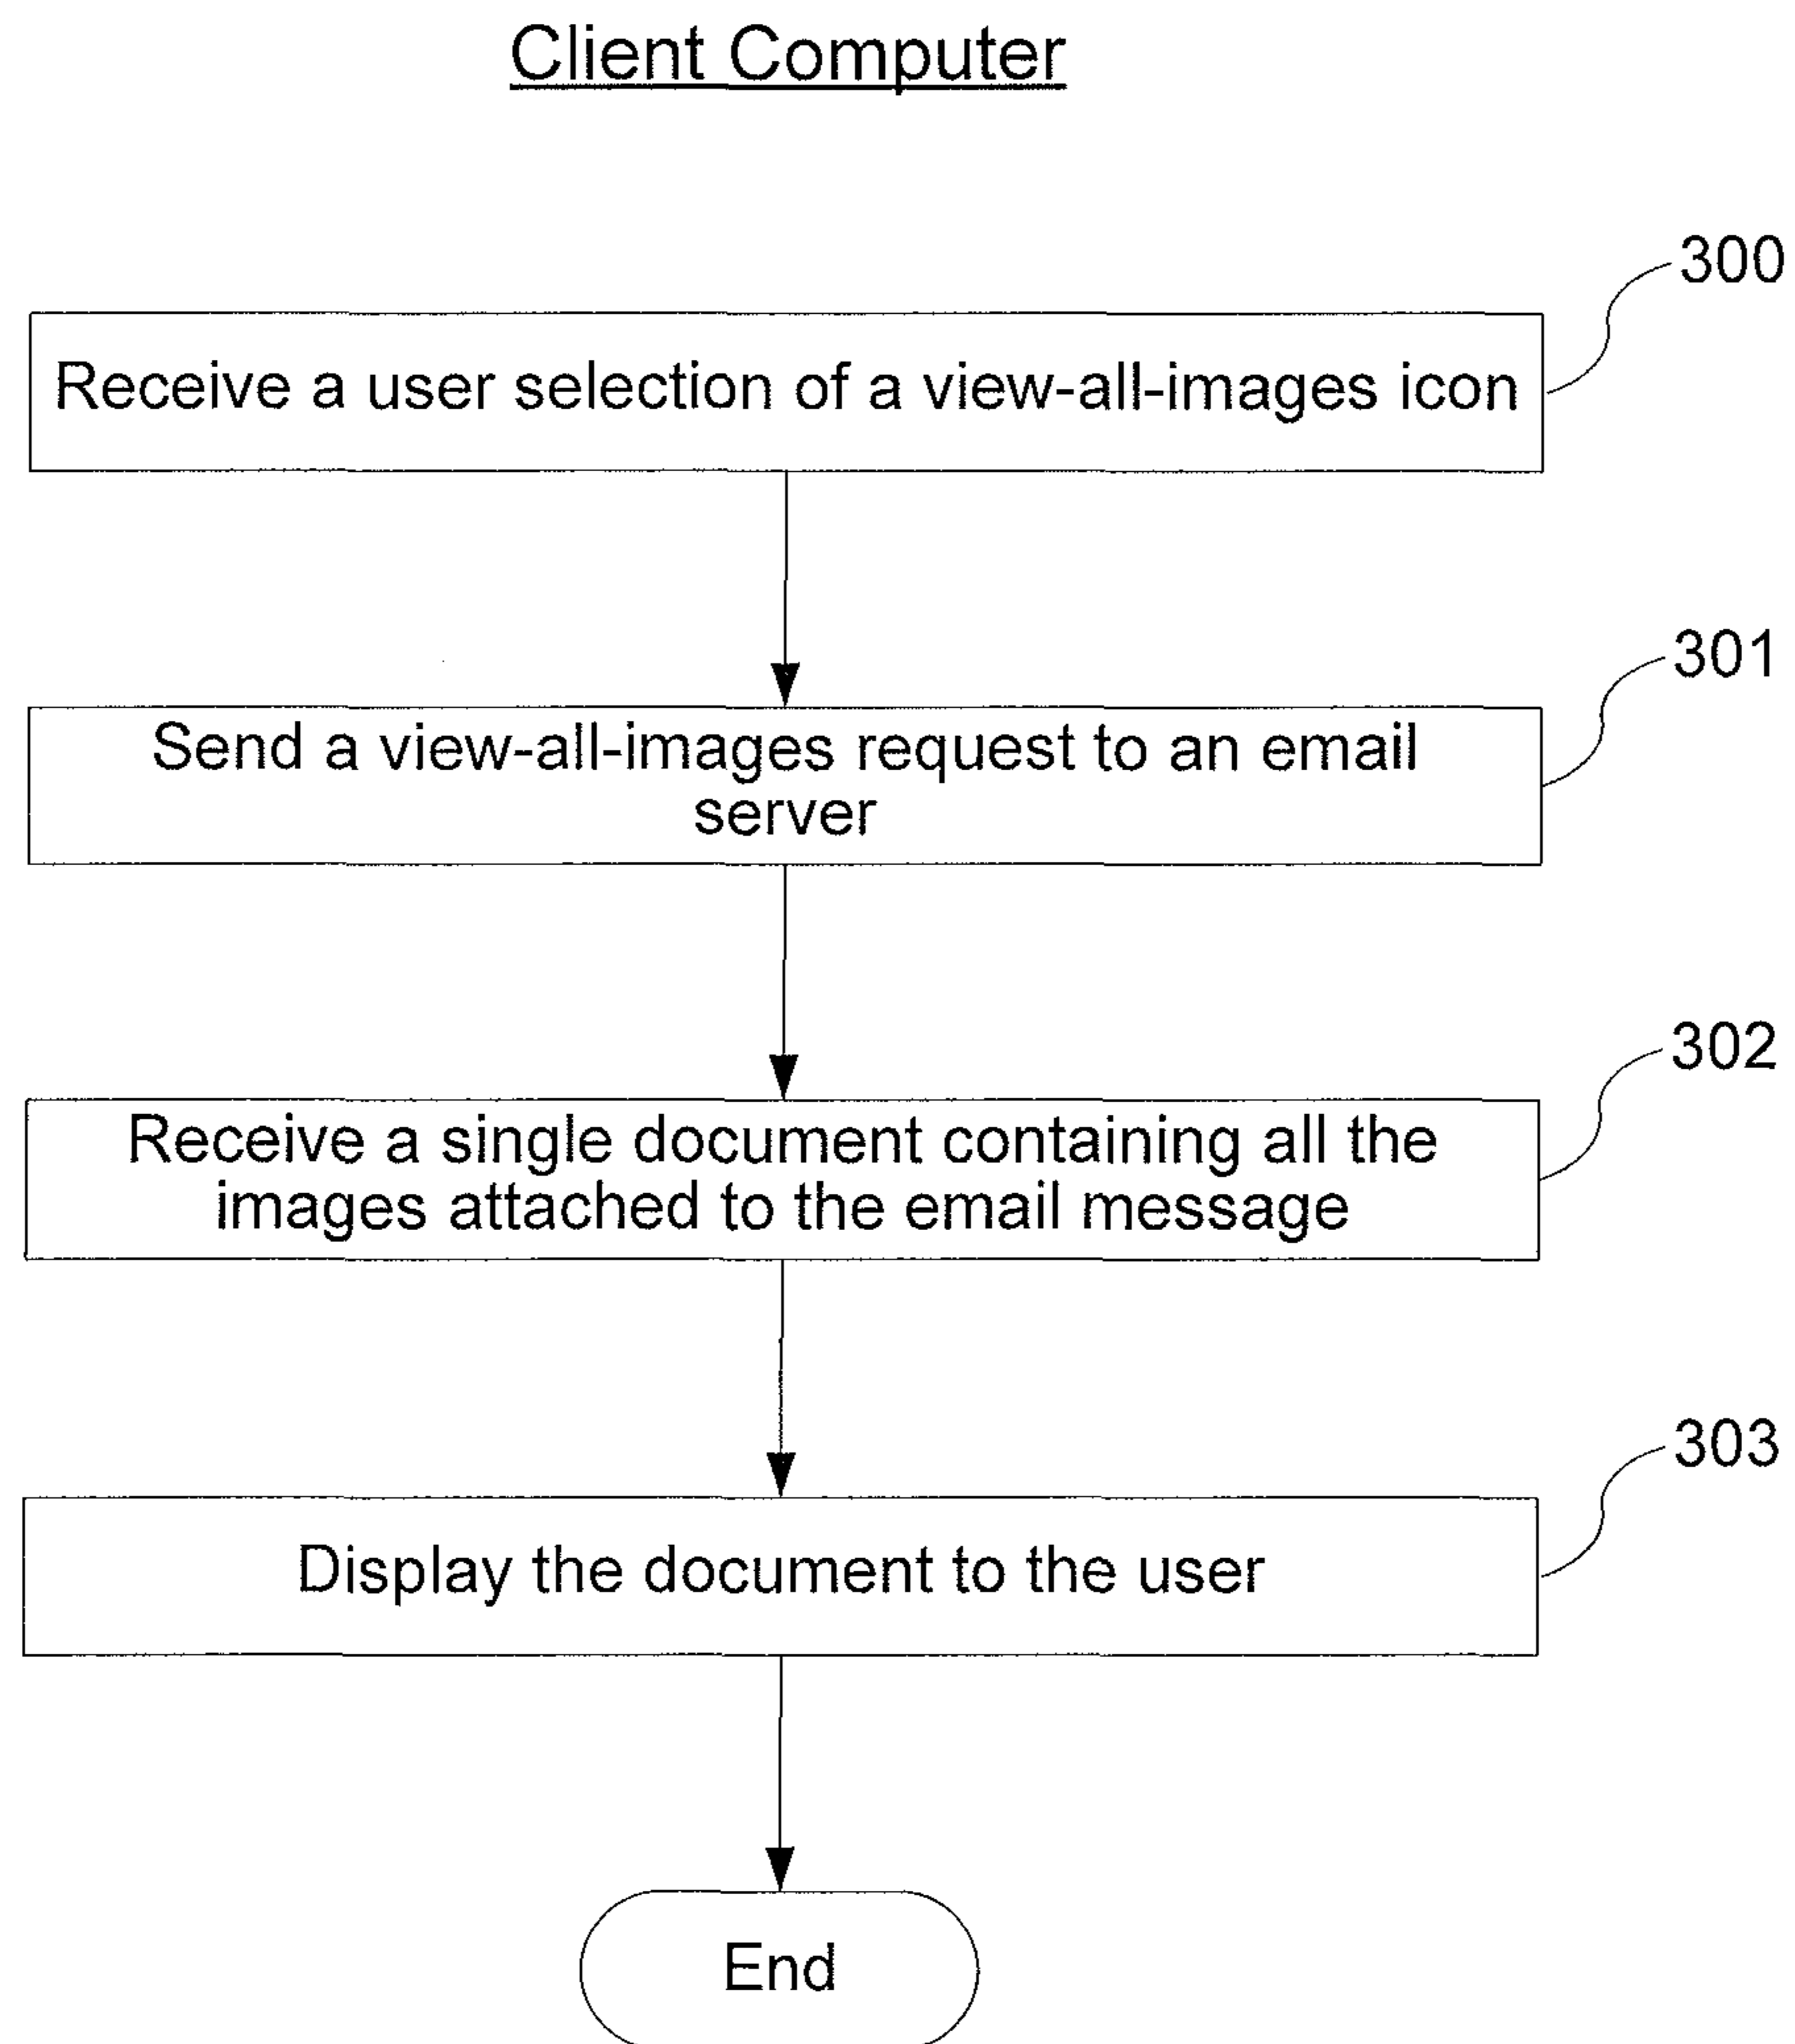 Client Computer
300
Receive a user selection of a view-all-images icon
301
Send a view-all-images request to an email
server
302
Receive a single document containing all the
images attached to the email message
303
Display the document to the user
End